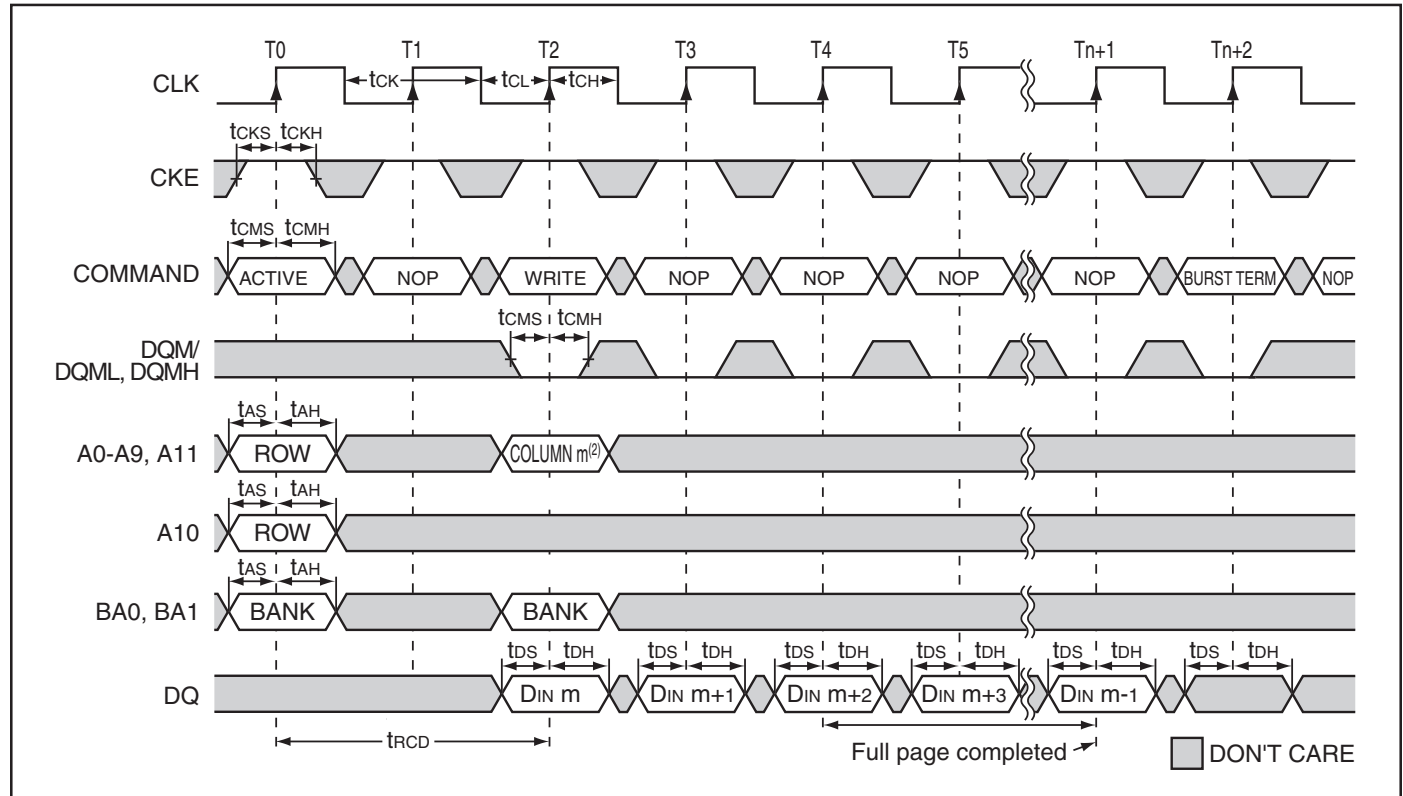 T0 T1 T2 T3 T4 T5 Tn+1 Tn+2
CLK tCK tCL tCH
tCKS tCKH
CKE
tCMS tCMH
COMMAND ACTIVE NOP WRITE NOP NOP NOP NOP BURST TERM NOP
tCMS tCMH
DQM/
DQML, DQMH
tAS tAH
A0-A9, A11 ROW COLUMN m(2)
tAS tAH
A10 ROW
tAS tAH
BA0, BA1 BANK BANK
tDS tDH tDS tDH tDS tDH tDS tDH tDS tDH tDS tDH
DQ DIN m DIN m+1 DIN m+2 DIN m+3 DIN m-1
tRCD
Full page completed
DON'T CARE